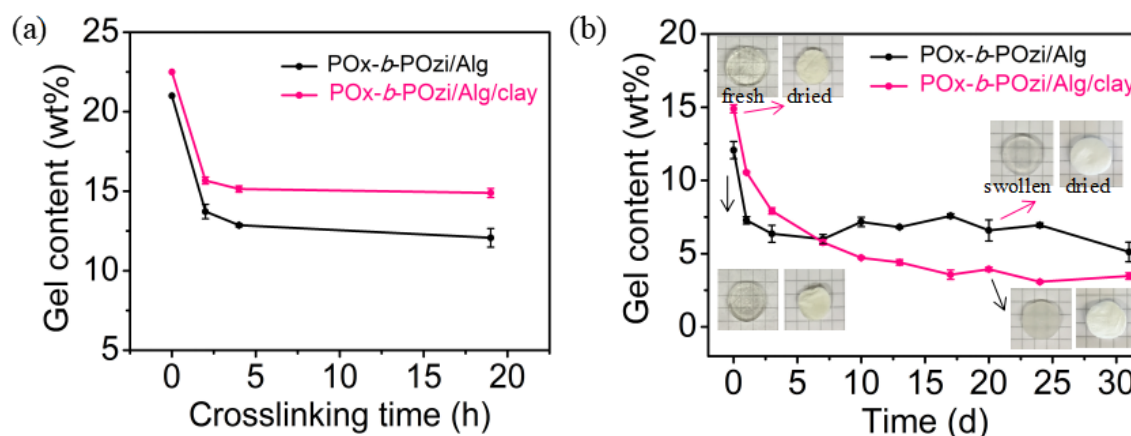 (a)
25
20
15
10
5
Gel content (wt%)
POx-b-POzi/Alg
POx-b-POzi/Alg/clay
0 5 10 15 20
Crosslinking time (h)
(b)
20
15
10
5
0
Gel content (wt%)
POx-b-POzi/Alg
POx-b-POzi/Alg/clay
fresh dried
swollen dried
0 5 10 15 20 25 30
Time (d)